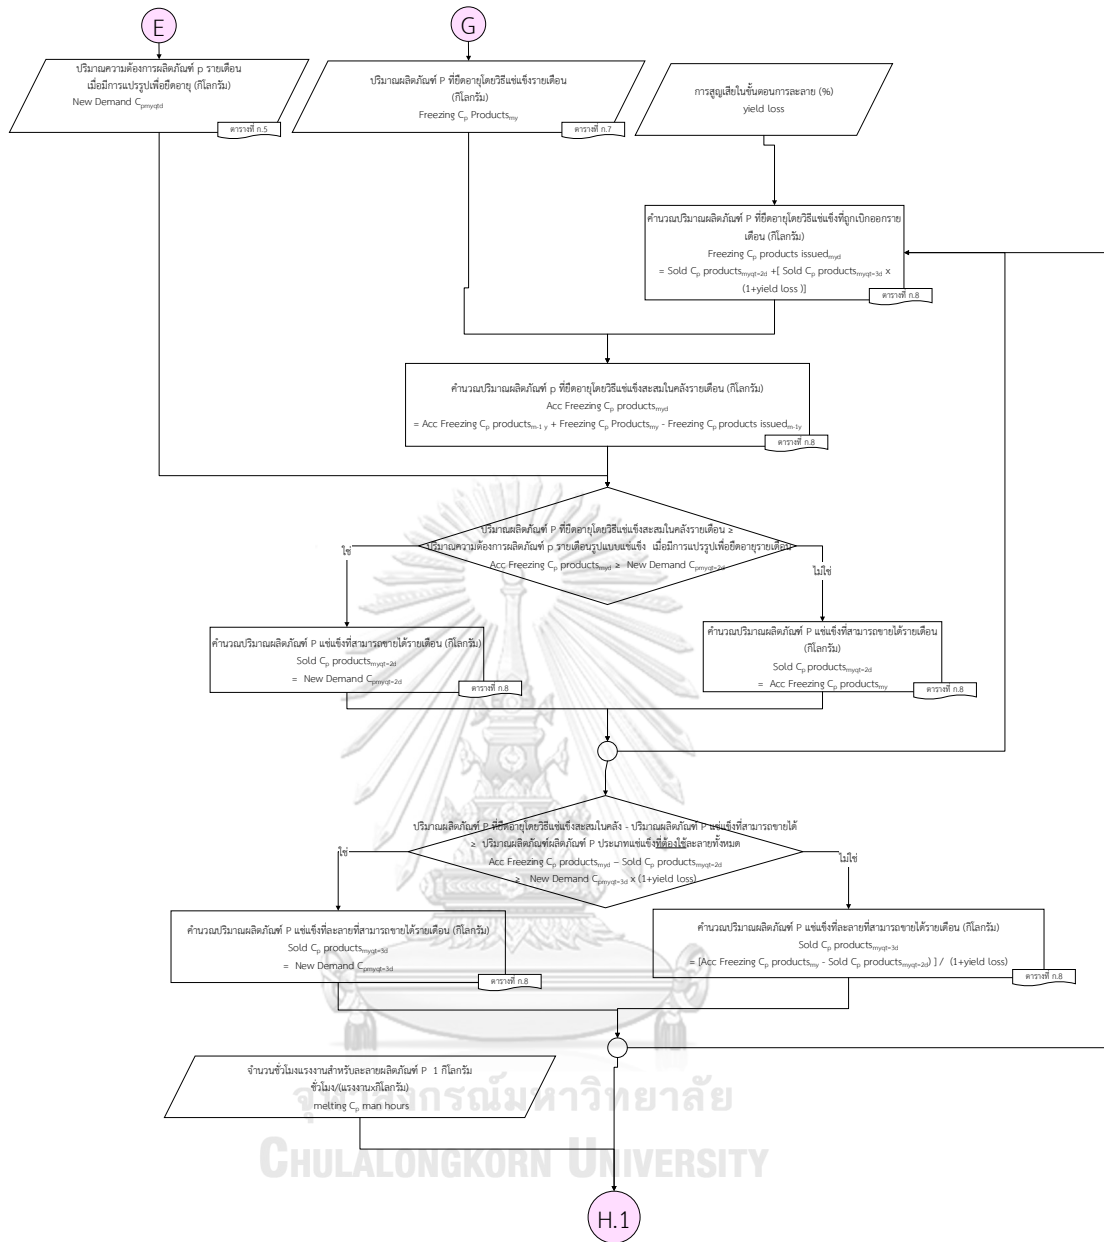 E
G
ปริมาณความต้องการผลิตภัณฑ์ p รายเดือน
เมื่อมีการแปรรูปเพื่อยืดอายุ (กิโลกรัม)
New Demand Cpmyqtd
ตารางที่ ก.5
ปริมาณผลิตภัณฑ์ P ที่ยืดอายุโดยวิธีแช่แข็งรายเดือน
(กิโลกรัม)
Freezing Cp Productsmy
ตารางที่ ก.7
การสูญเสียในขั้นตอนการละลาย (%)
yield loss
คำนวณปริมาณผลิตภัณฑ์ P ที่ยืดอายุโดยวิธีแช่แข็งที่ถูกเบิกออกราย
เดือน (กิโลกรัม)
Freezing Cp products issuedmyd
= Sold Cp productsmyqt=2d +[ Sold Cp productsmyqt=3d x
(1+yield loss )]
ตารางที่ ก.8
คำนวณปริมาณผลิตภัณฑ์ p ที่ยืดอายุโดยวิธีแช่แข็งสะสมในคลังรายเดือน (กิโลกรัม)
Acc Freezing Cp productsmyd
= Acc Freezing Cp productsm-1 y + Freezing Cp Productsmy - Freezing Cp products issuedm-1y
ตารางที่ ก.8
ปริมาณผลิตภัณฑ์ P ที่ยืดอายุโดยวิธีแช่แข็งสะสมในคลังรายเดือน ≥
ปริมาณความต้องการผลิตภัณฑ์ p รายเดือนรูปแบบแช่แข็ง เมื่อมีการแปรรูปเพื่อยืดอายุรายเดือน
Acc Freezing Cp productsmyd ≥ New Demand Cpmyqt=2d
ใช่
ไม่ใช่
คำนวณปริมาณผลิตภัณฑ์ P แช่แข็งที่สามารถขายได้รายเดือน (กิโลกรัม)
Sold Cp productsmyqt=2d
= New Demand Cpmyqt=2d
ตารางที่ ก.8
คำนวณปริมาณผลิตภัณฑ์ P แช่แข็งที่สามารถขายได้รายเดือน
(กิโลกรัม)
Sold Cp productsmyqt=2d
= Acc Freezing Cp productsmy
ตารางที่ ก.8
ปริมาณผลิตภัณฑ์ P ที่ยืดอายุโดยวิธีแช่แข็งสะสมในคลัง - ปริมาณผลิตภัณฑ์ P แช่แข็งที่สามารถขายได้
≥ ปริมาณผลิตภัณฑ์ผลิตภัณฑ์ P ประเภทแช่แข็งที่ต้องใช้ละลายทั้งหมด
Acc Freezing Cp productsmyd – Sold Cp productsmyqt=2d
≥ New Demand Cpmyqt=3d x (1+yield loss)
ใช่
ไม่ใช่
คำนวณปริมาณผลิตภัณฑ์ P แช่แข็งที่ละลายที่สามารถขายได้รายเดือน (กิโลกรัม)
Sold Cp productsmyqt=3d
= New Demand Cpmyqt=3d
ตารางที่ ก.8
คำนวณปริมาณผลิตภัณฑ์ P แช่แข็งที่ละลายที่สามารถขายได้รายเดือน (กิโลกรัม)
Sold Cp productsmyqt=3d
= [Acc Freezing Cp productsmy - Sold Cp productsmyqt=2d) ] / (1+yield loss)
ตารางที่ ก.8
จำนวนชั่วโมงแรงงานสำหรับละลายผลิตภัณฑ์ P 1 กิโลกรัม
ชั่วโมง/(แรงงานxกิโลกรัม)
melting Cp man hours
จุฬาลงกรณ์มหาวิทยาลัย
CHULALONGKORN UNIVERSITY
H.1